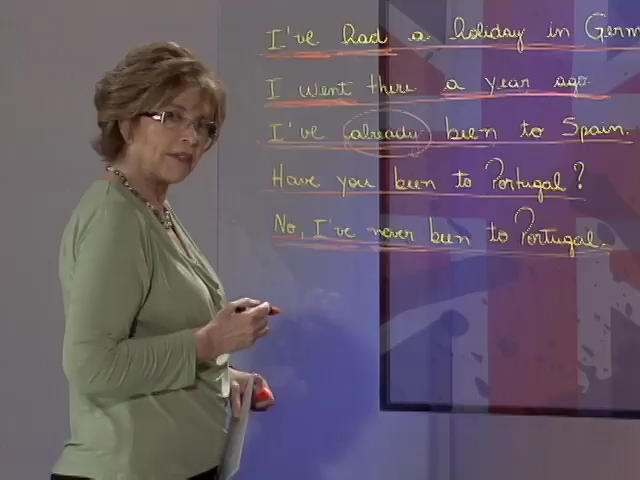 I've had a holiday in Germ
I went there a year ago.
I've already been to Spain.
Have you been to Portugal?
No, I've never been to Portugal.